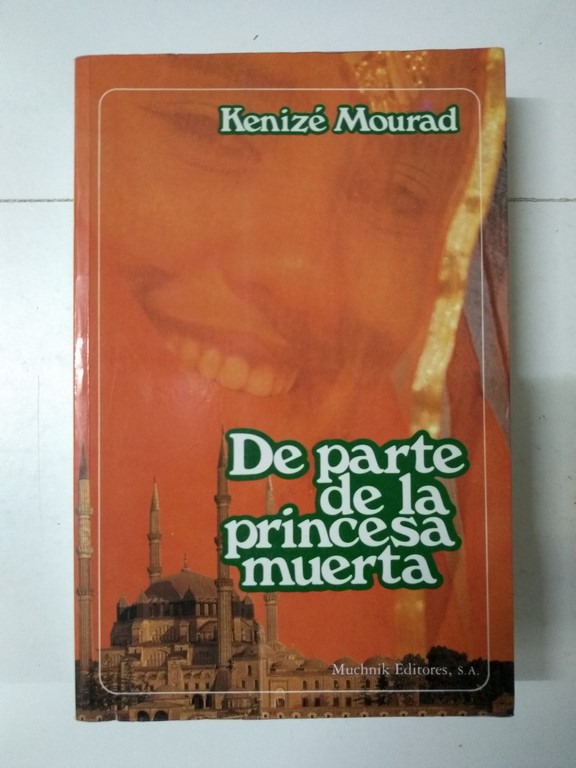 Kenizé Mourad
De parte
de la
princesa
muerta
Muchnik Editores, S.A.